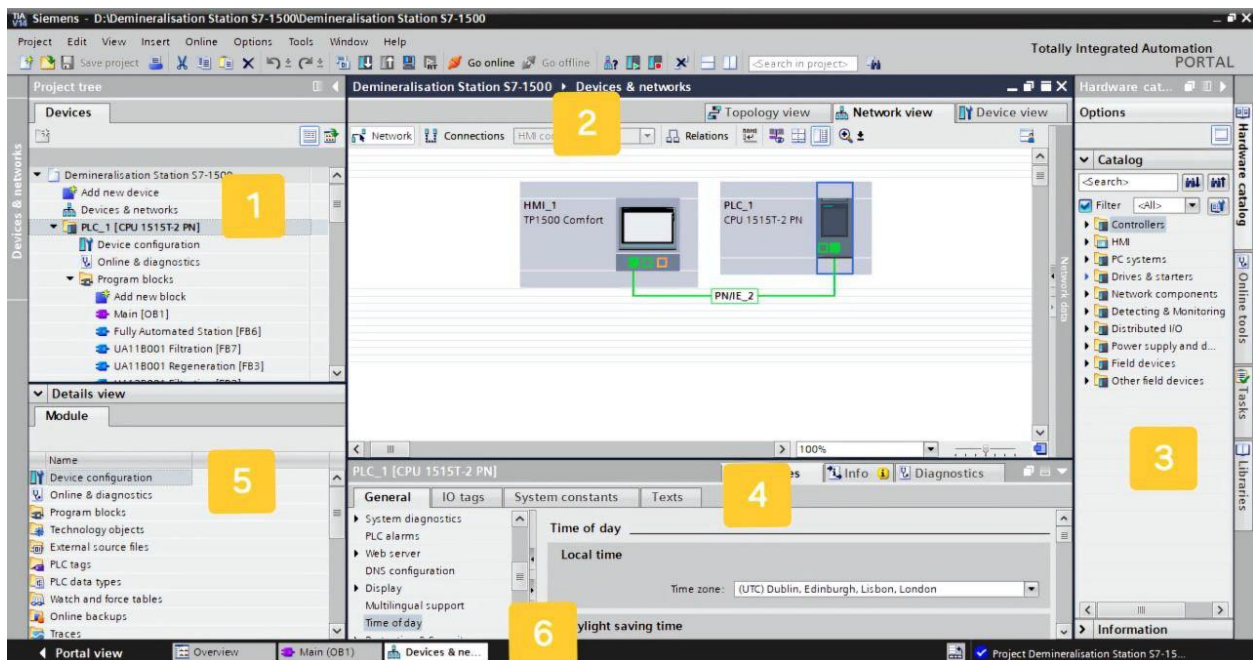 Siemens - D:\Demineralisation Station S7-1500\Demineralisation Station S7-1500
Project Edit View Insert Online Options Tools Window Help
Totally Integrated Automation
PORTAL
Save project Go online Go offline <Search in project>
Project tree
Devices
Devices & networks
Demineralisation Station S7-1500
Add new device
Devices & networks
PLC_1 [CPU 1515T-2 PN]
Device configuration
Online & diagnostics
Program blocks
Add new block
Main [OB1]
Fully Automated Station [FB6]
UA11B001 Filtration [FB7]
UA11B001 Regeneration [FB3]
1
Details view
Module
Name
Device configuration
Online & diagnostics
Program blocks
Technology objects
External source files
PLC tags
PLC data types
Watch and force tables
Online backups
Traces
5
Demineralisation Station S7-1500 Devices & networks
2
Topology view Network view Device view
Network Connections HMI Relations
HMI_1
TP1500 Comfort
PLC_1
CPU 1515T-2 PN
PN/IE_2
Network data
100%
PLC_1 [CPU 1515T-2 PN]
4
Info Diagnostics
General IO tags System constants Texts
System diagnostics
PLC alarms
Web server
DNS configuration
Display
Multilingual support
Time of day
Time of day
Local time
Time zone: (UTC) Dublin, Edinburgh, Lisbon, London
saving time
6
Hardware cat...
Options
Catalog
<Search>
Filter <All>
Controllers
HMI
PC systems
Drives & starters
Network components
Detecting & Monitoring
Distributed I/O
Power supply and d...
Field devices
Other field devices
3
Information
Hardware catalog
Online tools
Tasks
Libraries
Portal view Overview Main (OB1) Devices & ne...
Project Demineralisation Station S7-15...